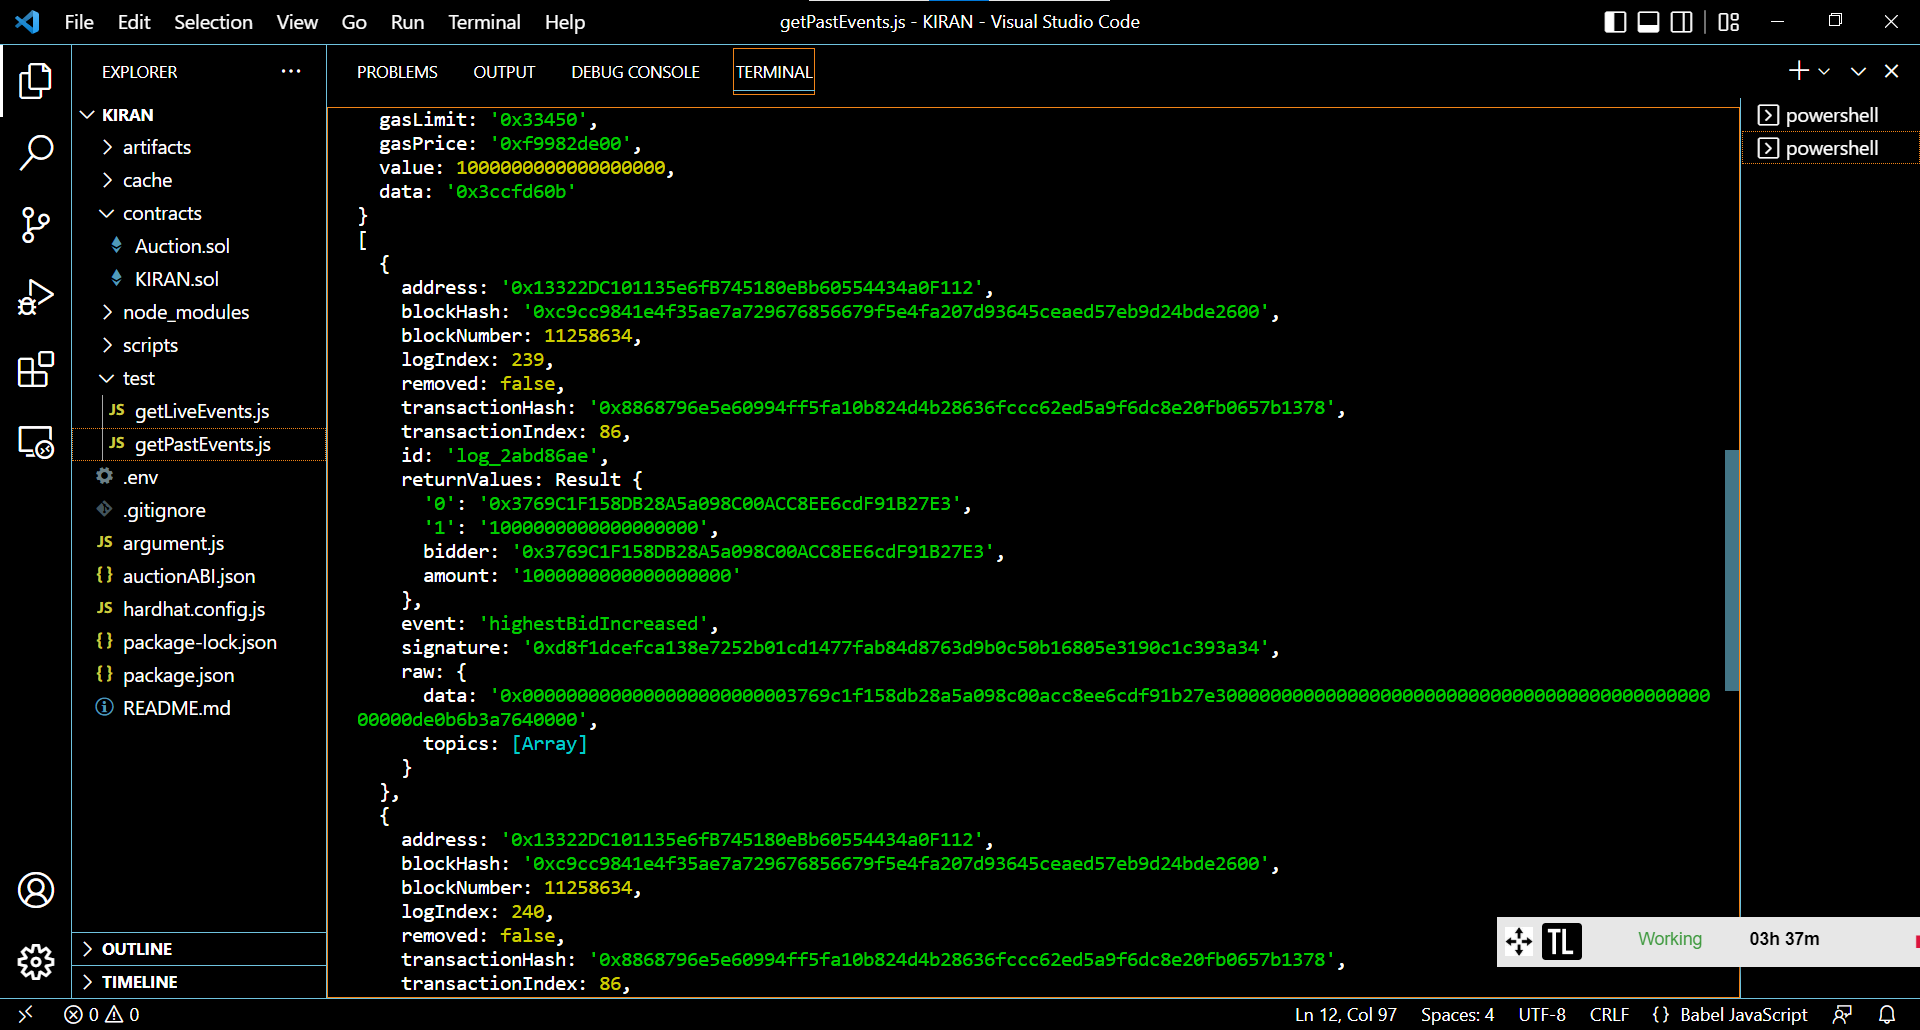 File Edit Selection View Go Run Terminal Help
getPastEvents.js - KIRAN - Visual Studio Code
EXPLORER
KIRAN
artifacts
cache
contracts
Auction.sol
KIRAN.sol
node_modules
scripts
test
JS getLiveEvents.js
JS getPastEvents.js
.env
.gitignore
JS argument.js
{} auctionABI.json
JS hardhat.config.js
{} package-lock.json
{} package.json
README.md
OUTLINE
TIMELINE
PROBLEMS OUTPUT DEBUG CONSOLE TERMINAL
gasLimit: '0x33450',
gasPrice: '0xf9982de00',
value: 1000000000000000000,
data: '0x3ccfd60b'
}
[
{
address: '0x13322DC101135e6fB745180eBb60554434a0F112',
blockHash: '0xc9cc9841e4f35ae7a729676856679f5e4fa207d93645ceaed57eb9d24bde2600',
blockNumber: 11258634,
logIndex: 239,
removed: false,
transactionHash: '0x8868796e5e60994ff5fa10b824d4b28636fccc62ed5a9f6dc8e20fb0657b1378',
transactionIndex: 86,
id: 'log_2abd86ae',
returnValues: Result {
'0': '0x3769C1F158DB28A5a098C00ACC8EE6cdF91B27E3',
'1': '1000000000000000000',
bidder: '0x3769C1F158DB28A5a098C00ACC8EE6cdF91B27E3',
amount: '1000000000000000000'
},
event: 'highestBidIncreased',
signature: '0xd8f1dcefca138e7252b01cd1477fab84d8763d9b0c50b16805e3190c1c393a34',
raw: {
data: '0x0000000000000000000000003769c1f158db28a5a098c00acc8ee6cdf91b27e30000000000000000000000000000000000000000000
00000de0b6b3a7640000',
topics: [Array]
}
},
{
address: '0x13322DC101135e6fB745180eBb60554434a0F112',
blockHash: '0xc9cc9841e4f35ae7a729676856679f5e4fa207d93645ceaed57eb9d24bde2600',
blockNumber: 11258634,
logIndex: 240,
removed: false,
transactionHash: '0x8868796e5e60994ff5fa10b824d4b28636fccc62ed5a9f6dc8e20fb0657b1378',
transactionIndex: 86,
powershell
powershell
TL Working 03h 37m
0 0
Ln 12, Col 97 Spaces: 4 UTF-8 CRLF {} Babel JavaScript